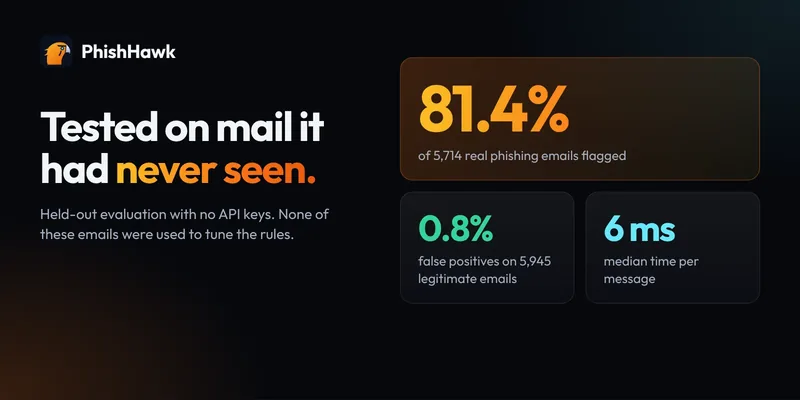 PhishHawk
Tested on mail it
had never seen.
Held-out evaluation with no API keys. None of
these emails were used to tune the rules.
81.4%
of 5,714 real phishing emails flagged
0.8%
false positives on 5,945
legitimate emails
6 ms
median time per
message